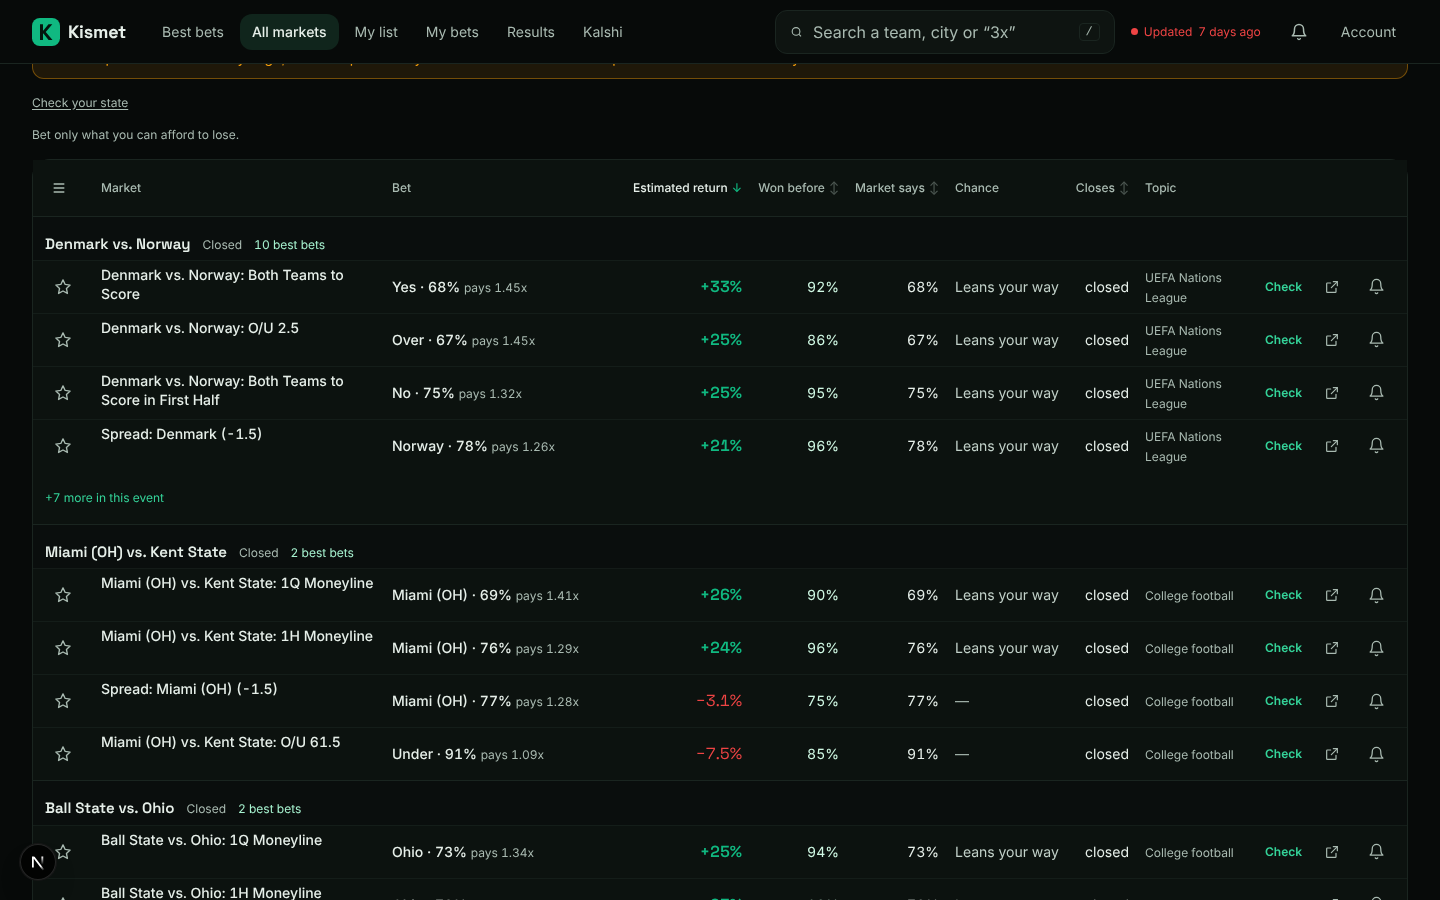 K Kismet Best bets All markets My list My bets Results Kalshi Search a team, city or “3x” / Updated 7 days ago Account
Check your state
Bet only what you can afford to lose.
Market Bet Estimated return ↓ Won before Market says Chance Closes Topic
Denmark vs. Norway Closed 10 best bets
Denmark vs. Norway: Both Teams to Score Yes · 68% pays 1.45x +33% 92% 68% Leans your way closed UEFA Nations League Check
Denmark vs. Norway: O/U 2.5 Over · 67% pays 1.45x +25% 86% 67% Leans your way closed UEFA Nations League Check
Denmark vs. Norway: Both Teams to Score in First Half No · 75% pays 1.32x +25% 95% 75% Leans your way closed UEFA Nations League Check
Spread: Denmark (-1.5) Norway · 78% pays 1.26x +21% 96% 78% Leans your way closed UEFA Nations League Check
+7 more in this event
Miami (OH) vs. Kent State Closed 2 best bets
Miami (OH) vs. Kent State: 1Q Moneyline Miami (OH) · 69% pays 1.41x +26% 90% 69% Leans your way closed College football Check
Miami (OH) vs. Kent State: 1H Moneyline Miami (OH) · 76% pays 1.29x +24% 96% 76% Leans your way closed College football Check
Spread: Miami (OH) (-1.5) Miami (OH) · 77% pays 1.28x −3.1% 75% 77% — closed College football Check
Miami (OH) vs. Kent State: O/U 61.5 Under · 91% pays 1.09x −7.5% 85% 91% — closed College football Check
Ball State vs. Ohio Closed 2 best bets
Ball State vs. Ohio: 1Q Moneyline Ohio · 73% pays 1.34x +25% 94% 73% Leans your way closed College football Check
Ball State vs. Ohio: 1H Moneyline
N